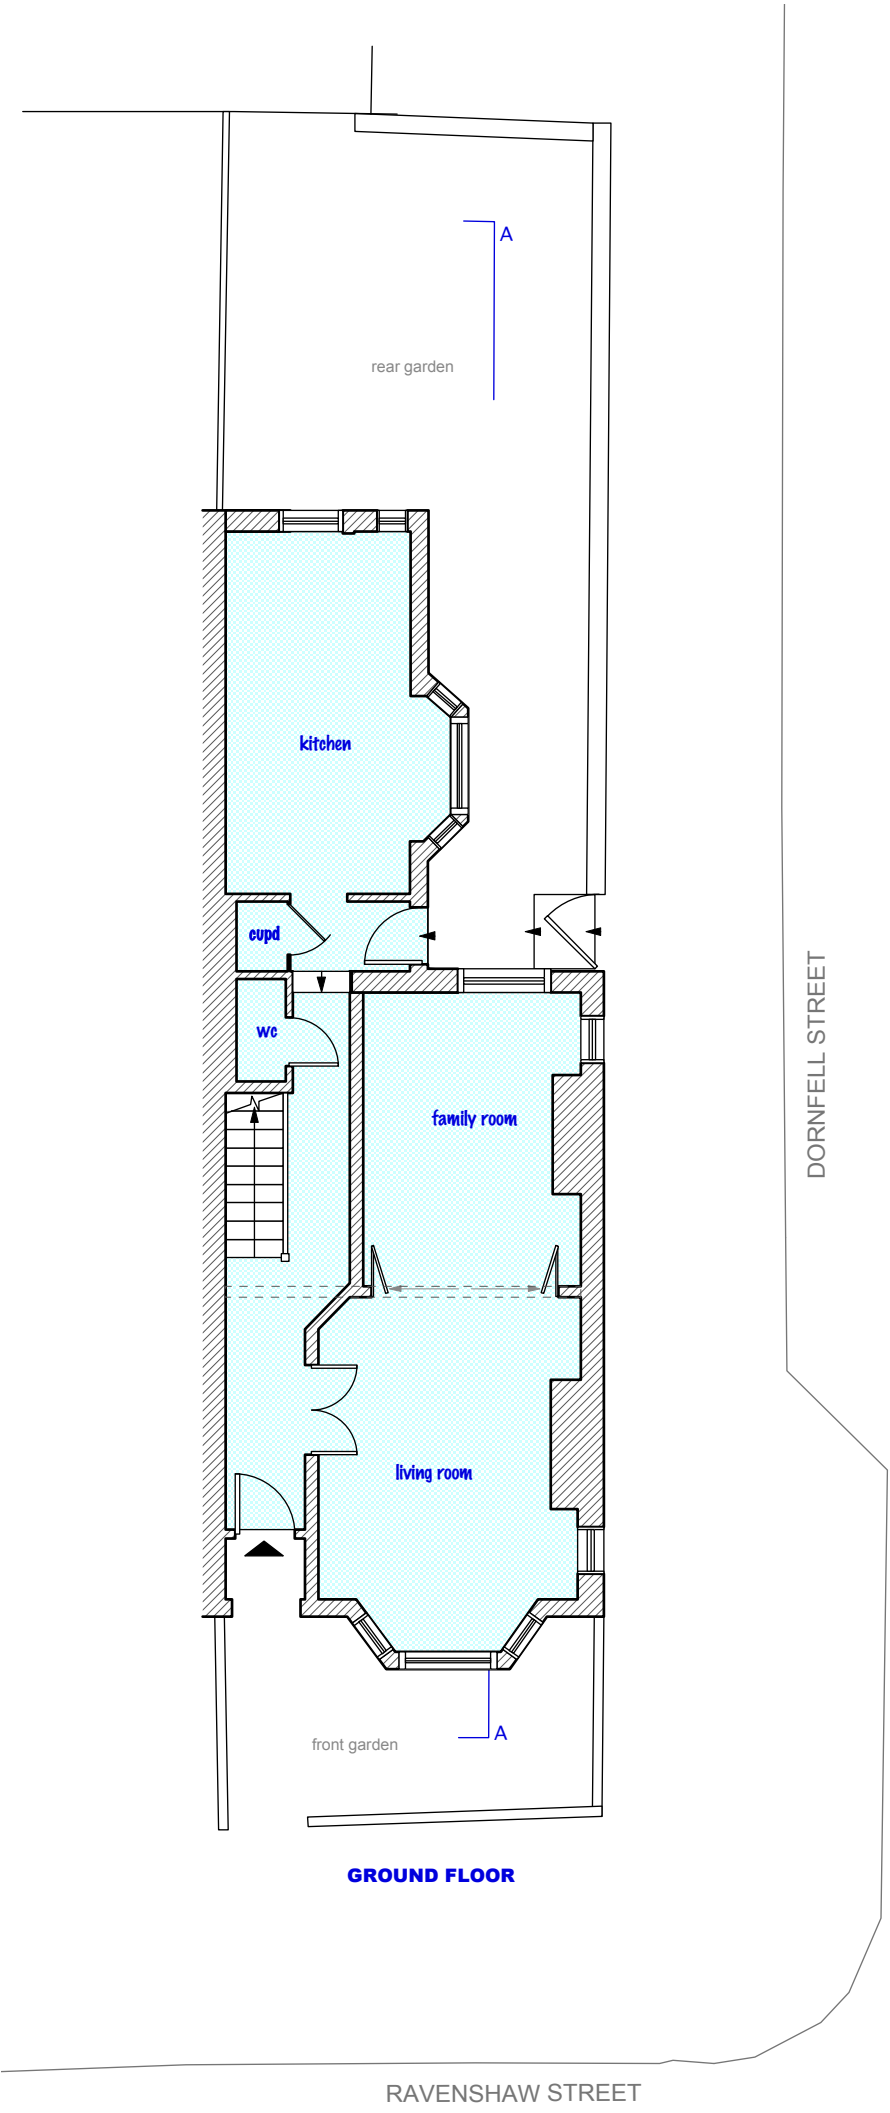 A
rear garden
kitchen
cupd
DORNFELL STREET
wc
family room
living room
A
front garden
GROUND FLOOR
RAVENSHAW STREET